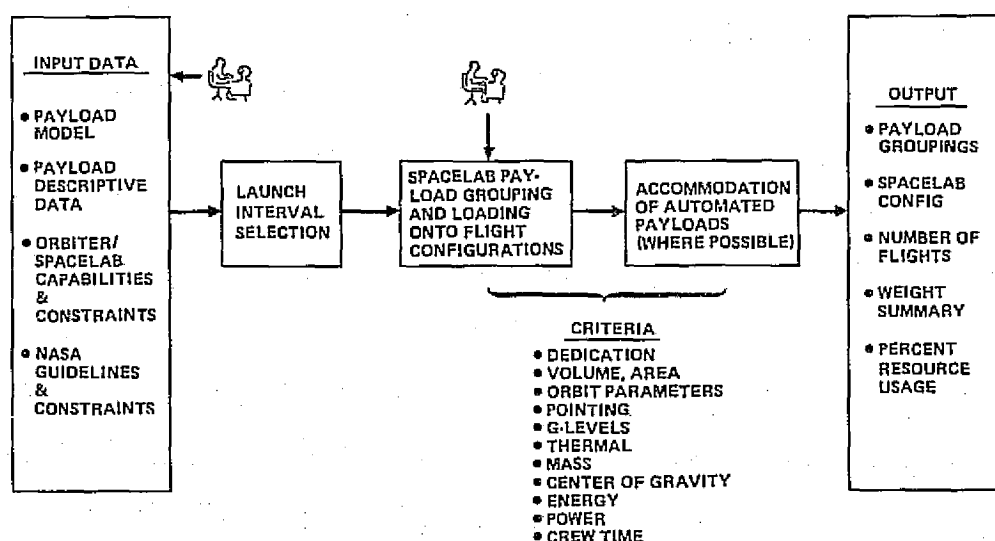 INPUT DATA
• PAYLOAD
MODEL
• PAYLOAD
DESCRIPTIVE
DATA
• ORBITER/
SPACELAB
CAPABILITIES
&
CONSTRAINTS
• NASA
GUIDELINES
&
CONSTRAINTS
LAUNCH
INTERVAL
SELECTION
SPACELAB PAY-
LOAD GROUPING
AND LOADING
ONTO FLIGHT
CONFIGURATIONS
ACCOMMODATION
OF AUTOMATED
PAYLOADS
(WHERE POSSIBLE)
CRITERIA
• DEDICATION
• VOLUME, AREA
• ORBIT PARAMETERS
• POINTING
• G-LEVELS
• THERMAL
• MASS
• CENTER OF GRAVITY
• ENERGY
• POWER
• CREW TIME
OUTPUT
• PAYLOAD
GROUPINGS
• SPACELAB
CONFIG
• NUMBER OF
FLIGHTS
• WEIGHT
SUMMARY
• PERCENT
RESOURCE
USAGE